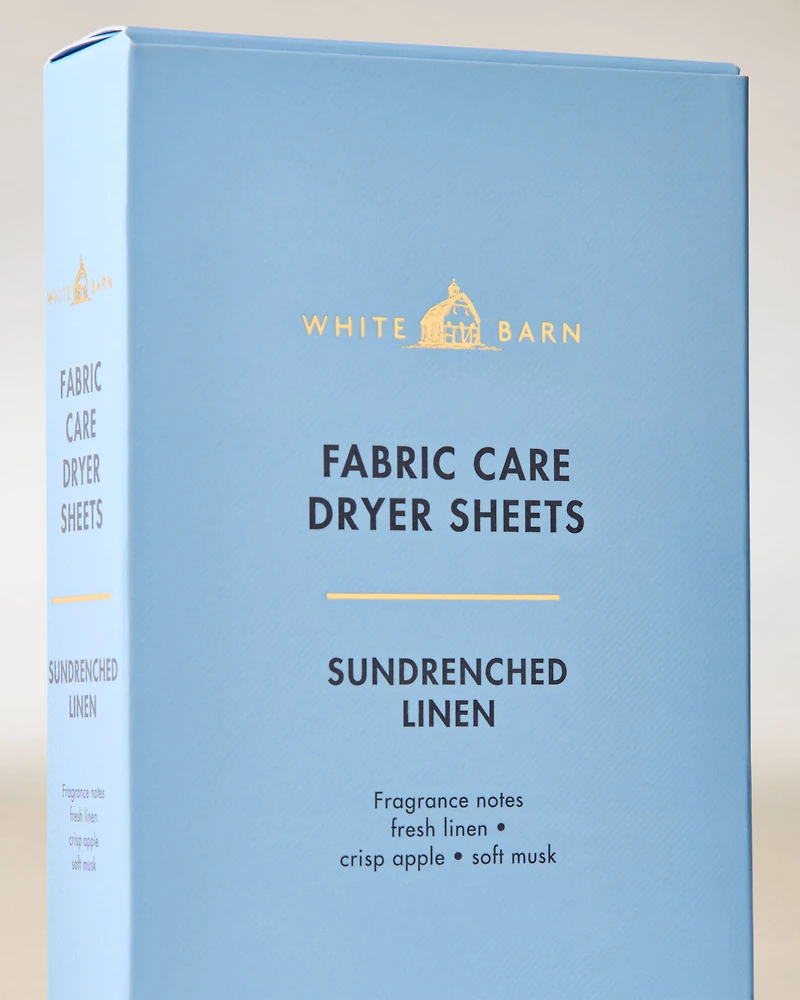 WHITE BARN
FABRIC
CARE
DRYER
SHEETS
SUNDRENCHED
LINEN
Fragrance notes
fresh linen
crisp apple
soft musk
WHITE BARN
FABRIC CARE
DRYER SHEETS
SUNDRENCHED
LINEN
Fragrance notes
fresh linen •
crisp apple • soft musk